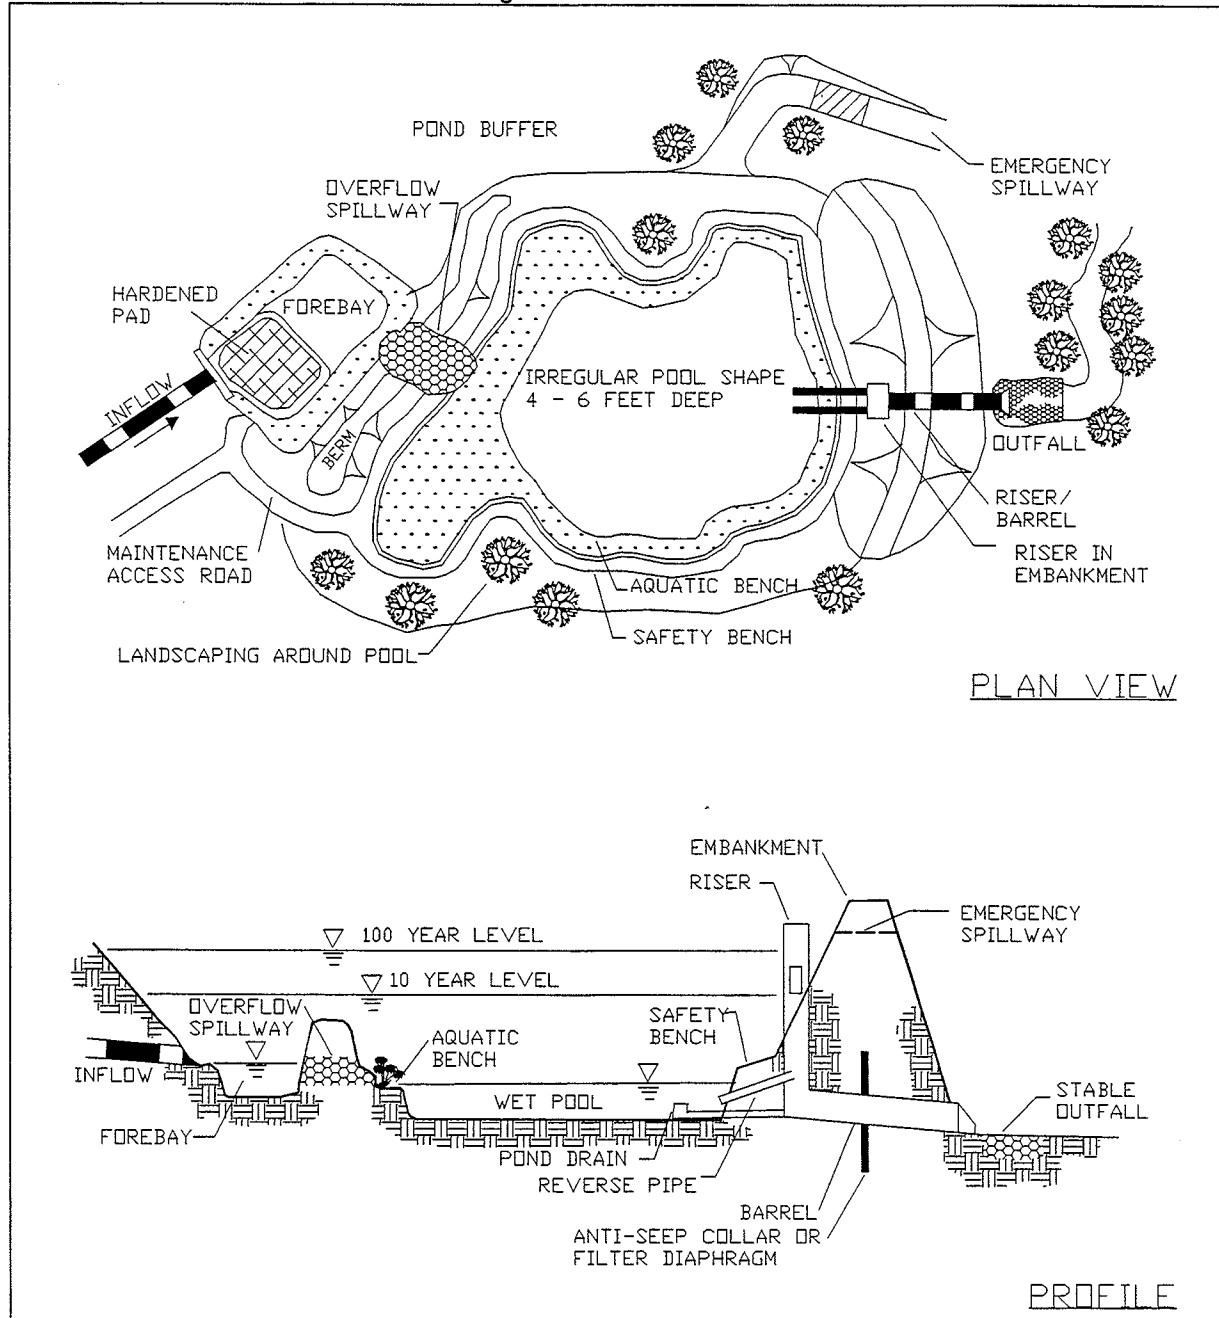 POND BUFFER
EMERGENCY
SPILLWAY
OVERFLOW
SPILLWAY
HARDENED
PAD
FOREBAY
INFLOW
IRREGULAR POOL SHAPE
4 - 6 FEET DEEP
BERM
OUTFALL
RISER/
BARREL
MAINTENANCE
ACCESS ROAD
RISER IN
EMBANKMENT
AQUATIC BENCH
SAFETY BENCH
LANDSCAPING AROUND POOL
PLAN VIEW
EMBANKMENT
RISER
EMERGENCY
SPILLWAY
100 YEAR LEVEL
10 YEAR LEVEL
OVERFLOW
SPILLWAY
SAFETY
BENCH
AQUATIC
BENCH
INFLOW
WET POOL
STABLE
OUTFALL
FOREBAY
POND DRAIN
REVERSE PIPE
BARREL
ANTI-SEEP COLLAR OR
FILTER DIAPHRAGM
PROFILE